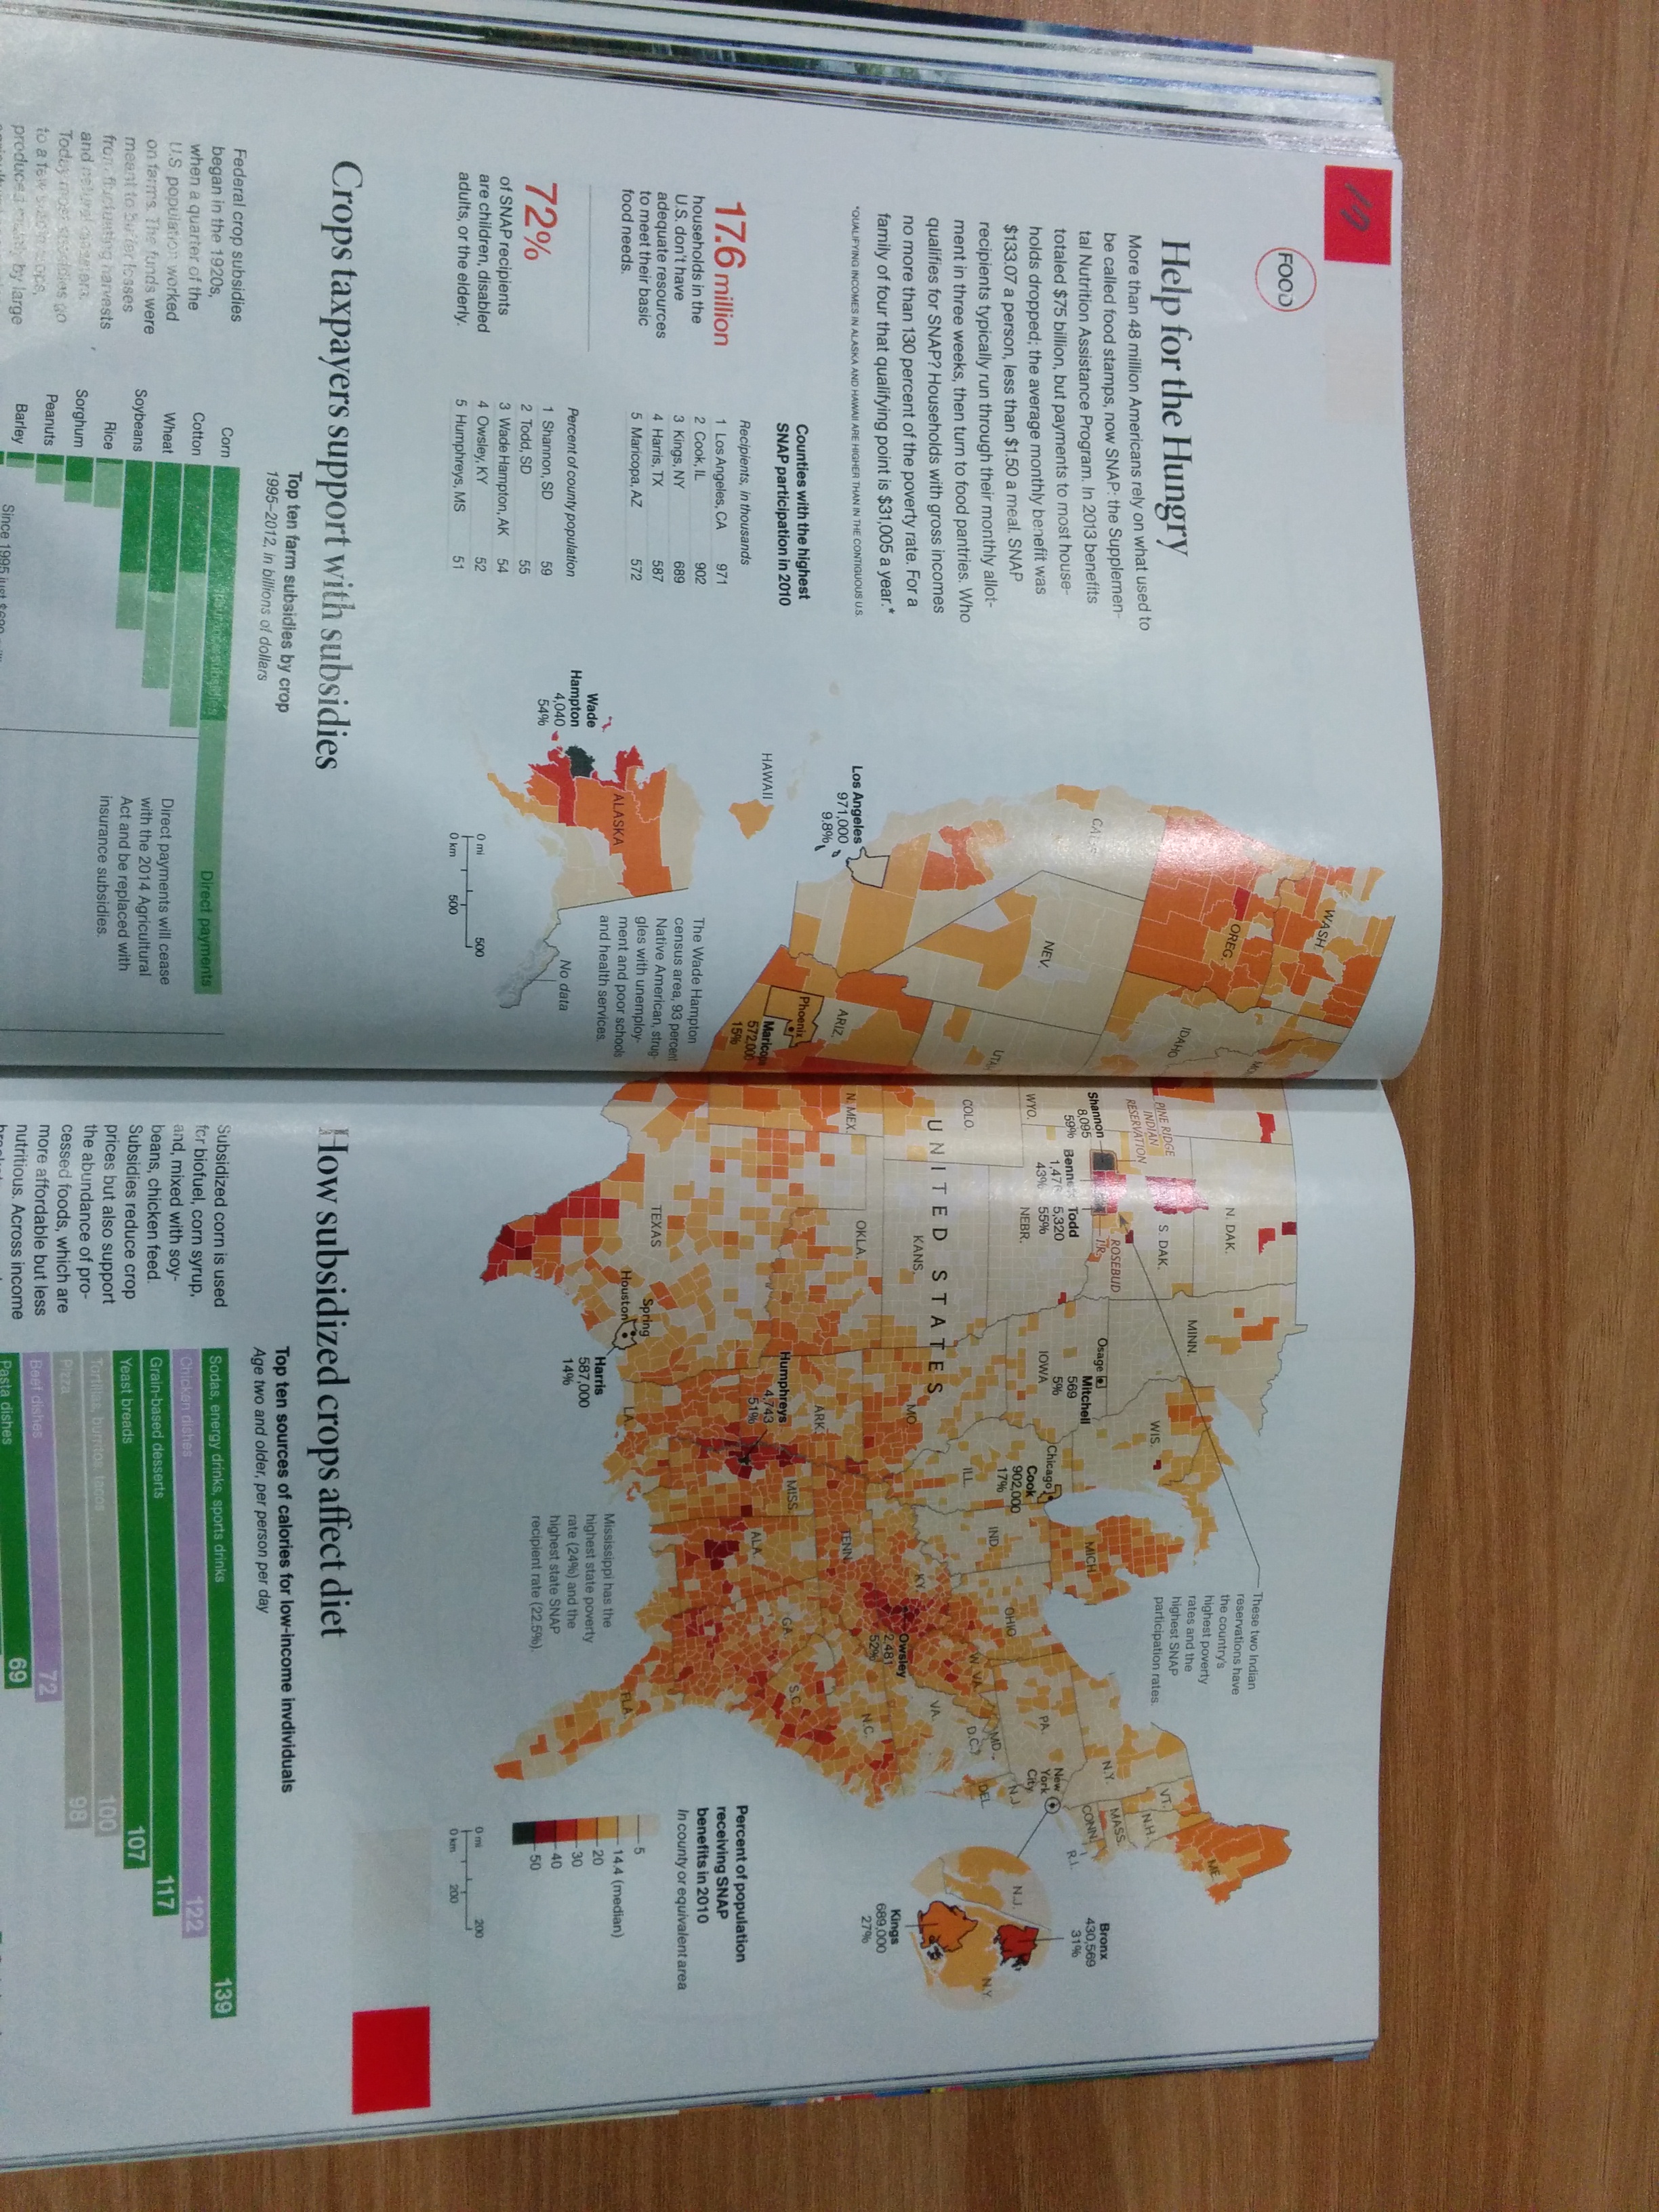 FOOD
Help for the Hungry
More than 48 million Americans rely on what used to
be called food stamps, now SNAP: the Supplemen-
tal Nutrition Assistance Program. In 2013 benefits
totaled $75 billion, but payments to most house-
holds dropped; the average monthly benefit was
$133.07 a person, less than $1.50 a meal. SNAP
recipients typically run through their monthly allot-
ment in three weeks, then turn to food pantries. Who
qualifies for SNAP? Households with gross incomes
no more than 130 percent of the poverty rate. For a
family of four that qualifying point is $31,005 a year.*
*QUALIFYING INCOMES IN ALASKA AND HAWAII ARE HIGHER THAN IN THE CONTIGUOUS U.S.
17.6 million
households in the
U.S. don't have
adequate resources
to meet their basic
food needs.
72%
of SNAP recipients
are children, disabled
adults, or the elderly.
Counties with the highest
SNAP participation in 2010
Recipients, in thousands
1 Los Angeles, CA 971
2 Cook, IL 902
3 Kings, NY 689
4 Harris, TX 587
5 Maricopa, AZ 572
Percent of county population
1 Shannon, SD 59
2 Todd, SD 55
3 Wade Hampton, AK 54
4 Owsley, KY 52
5 Humphreys, MS 51
WASH.
OREG.
IDAHO
NEV.
ARIZ.
Los Angeles
971,000
9.8%
Phoenix
Maricopa
572,000
15%
HAWAII
ALASKA
Wade
Hampton
4,040
54%
0 mi 500
0 km 500
No data
The Wade Hampton
census area, 93 percent
Native American, strug-
gles with unemploy-
ment and poor schools
and health services.
UNITED STATES
PINE RIDGE
INDIAN
RESERVATION
Shannon
8,095
59%
43%
Todd
5,320
55%
ROSEBUD
I.R.
N. DAK.
S. DAK.
MINN.
WIS.
WYO.
NEBR.
IOWA
COLO.
KANS.
MO.
ILL.
IND.
OHIO
MICH.
N. MEX.
OKLA.
TEXAS
ARK.
LA.
MISS.
ALA.
TENN.
KY.
GA.
S.C.
N.C.
FLA.
VA.
W. VA.
D.C.
MD.
DEL.
PA.
N.J.
N.Y.
CONN.
R.I.
MASS.
VT.
N.H.
ME.
Osage
Mitchell
569
5%
Chicago
Cook
902,000
17%
Spring
Houston
Harris
587,000
14%
Humphreys
4,743
51%
Owsley
2,481
52%
New
York
City
N.J.
N.Y.
Bronx
430,569
31%
Kings
689,000
27%
These two Indian
reservations have
the country's
highest poverty
rates and the
highest SNAP
participation rates.
Mississippi has the
highest state poverty
rate (24%) and the
highest state SNAP
recipient rate (22.5%).
Percent of population
receiving SNAP
benefits in 2010
In county or equivalent area
5
14.4 (median)
20
30
40
50
0 mi 200
0 km 200
Crops taxpayers support with subsidies
Federal crop subsidies
began in the 1920s,
when a quarter of the
U.S. population worked
on farms. The funds were
meant to buffer losses
from fluctuating harvests
and natural disasters.
Today most subsidies go
to a few staple crops,
produced mainly by large
Top ten farm subsidies by crop
1995–2012, in billions of dollars
Corn
Cotton
Wheat
Soybeans
Rice
Sorghum
Peanuts
Barley
Direct payments
Direct payments will cease
with the 2014 Agricultural
Act and be replaced with
insurance subsidies.
How subsidized crops affect diet
Subsidized corn is used
for biofuel, corn syrup,
and, mixed with soy-
beans, chicken feed.
Subsidies reduce crop
prices but also support
the abundance of pro-
cessed foods, which are
more affordable but less
nutritious. Across income
Top ten sources of calories for low-income invdividuals
Age two and older, per person per day
Sodas, energy drinks, sports drinks 139
Chicken dishes 122
Grain-based desserts 117
Yeast breads 107
Tortillas, burritos, tacos 100
Pizza 98
Beef dishes 72
Pasta dishes 69